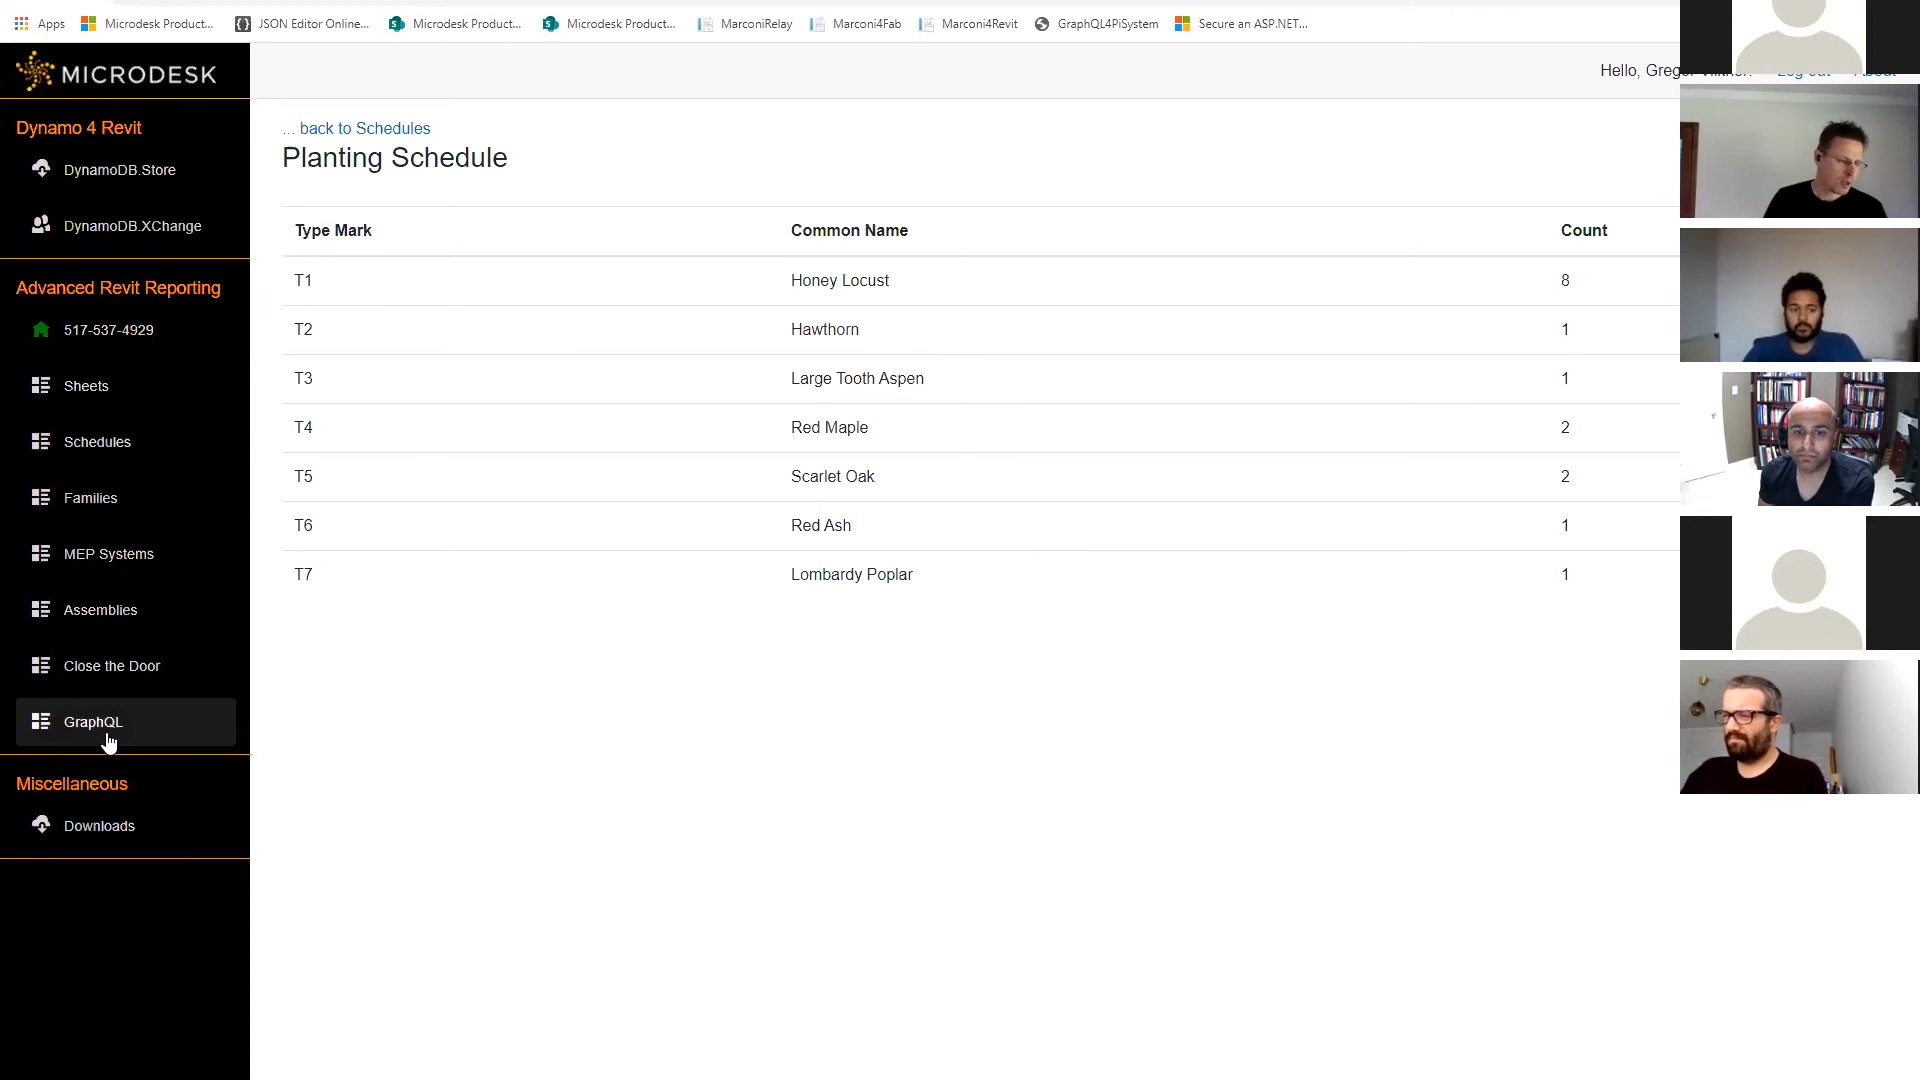 Apps Microdesk Product... JSON Editor Online... Microdesk Product... Microdesk Product... MarconiRelay Marconi4Fab Marconi4Revit GraphQL4PiSystem Secure an ASP.NET...
MICRODESK
Hello, Grego
Dynamo 4 Revit
DynamoDB.Store
DynamoDB.XChange
Advanced Revit Reporting
517-537-4929
Sheets
Schedules
Families
MEP Systems
Assemblies
Close the Door
GraphQL
Miscellaneous
Downloads
... back to Schedules
Planting Schedule
Type Mark Common Name Count
T1 Honey Locust 8
T2 Hawthorn 1
T3 Large Tooth Aspen 1
T4 Red Maple 2
T5 Scarlet Oak 2
T6 Red Ash 1
T7 Lombardy Poplar 1